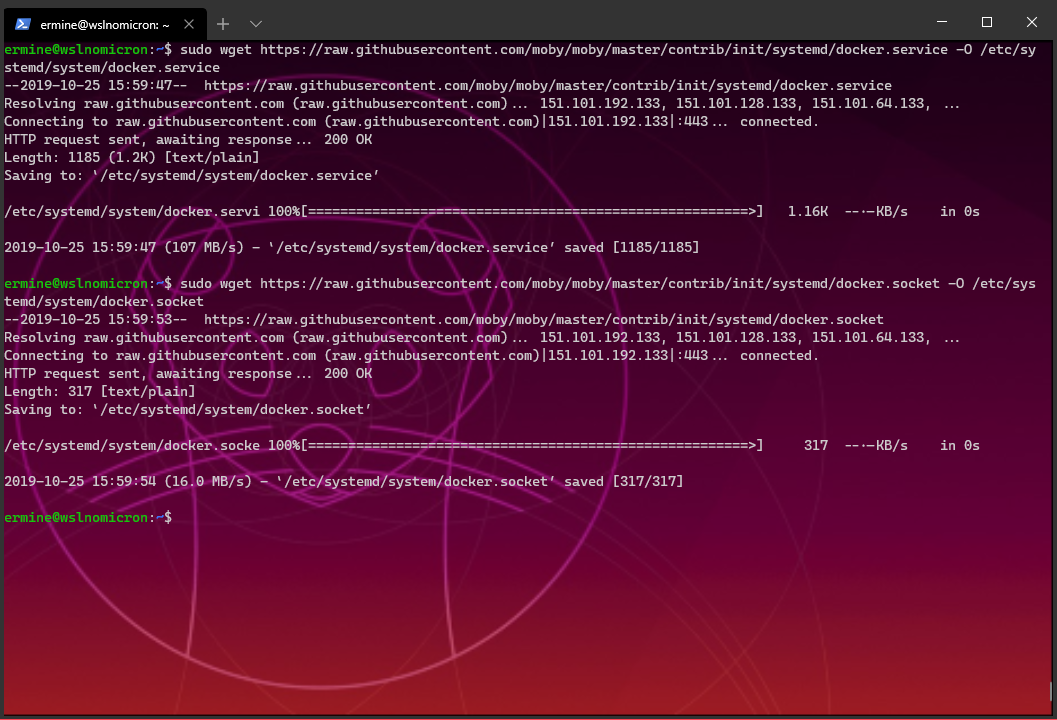 ermine@wslnomicron: ~
ermine@wslnomicron:~$ sudo wget https://raw.githubusercontent.com/moby/moby/master/contrib/init/systemd/docker.service -O /etc/sy
stemd/system/docker.service
--2019-10-25 15:59:47--  https://raw.githubusercontent.com/moby/moby/master/contrib/init/systemd/docker.service
Resolving raw.githubusercontent.com (raw.githubusercontent.com)... 151.101.192.133, 151.101.128.133, 151.101.64.133, ...
Connecting to raw.githubusercontent.com (raw.githubusercontent.com)|151.101.192.133|:443... connected.
HTTP request sent, awaiting response... 200 OK
Length: 1185 (1.2K) [text/plain]
Saving to: ‘/etc/systemd/system/docker.service’
/etc/systemd/system/docker.servi 100%[=======================================================>]   1.16K  --.-KB/s    in 0s
2019-10-25 15:59:47 (107 MB/s) - ‘/etc/systemd/system/docker.service’ saved [1185/1185]
ermine@wslnomicron:~$ sudo wget https://raw.githubusercontent.com/moby/moby/master/contrib/init/systemd/docker.socket -O /etc/sys
temd/system/docker.socket
--2019-10-25 15:59:53--  https://raw.githubusercontent.com/moby/moby/master/contrib/init/systemd/docker.socket
Resolving raw.githubusercontent.com (raw.githubusercontent.com)... 151.101.192.133, 151.101.128.133, 151.101.64.133, ...
Connecting to raw.githubusercontent.com (raw.githubusercontent.com)|151.101.192.133|:443... connected.
HTTP request sent, awaiting response... 200 OK
Length: 317 [text/plain]
Saving to: ‘/etc/systemd/system/docker.socket’
/etc/systemd/system/docker.socke 100%[=======================================================>]     317  --.-KB/s    in 0s
2019-10-25 15:59:54 (16.0 MB/s) - ‘/etc/systemd/system/docker.socket’ saved [317/317]
ermine@wslnomicron:~$